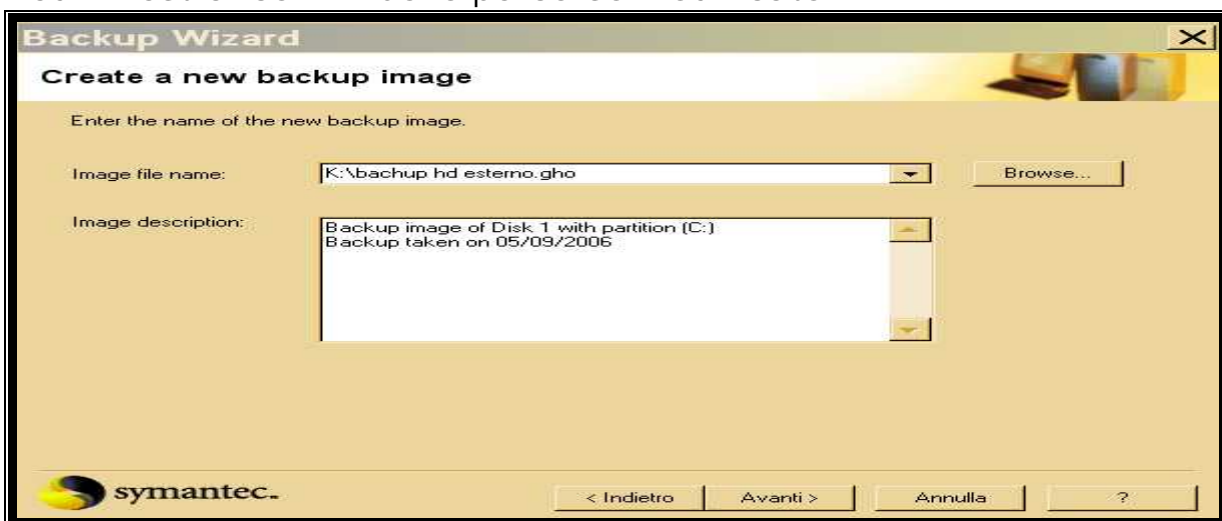 Backup Wizard
Create a new backup image
Enter the name of the new backup image.
Image file name:
K:\backup hd esterno.gho
Browse...
Image description:
Backup image of Disk 1 with partition (C:)
Backup taken on 05/09/2006
symantec.
< Indietro
Avanti >
Annulla
?